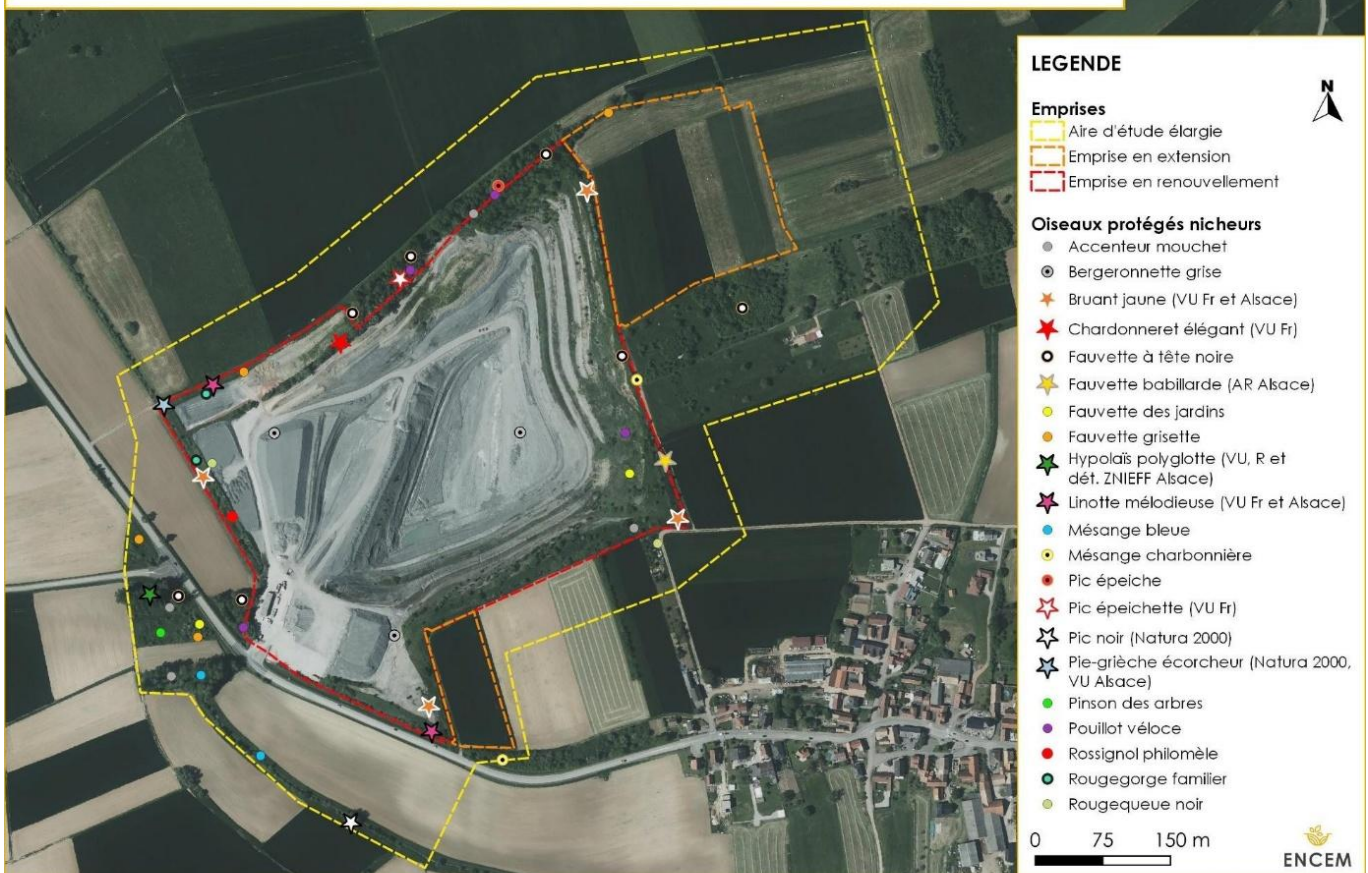 LEGENDE
N
Emprises
Aire d'étude élargie
Emprise en extension
Emprise en renouvellement
Oiseaux protégés nicheurs
Accenteur mouchet
Bergeronnette grise
Bruant jaune (VU Fr et Alsace)
Chardonneret élégant (VU Fr)
Fauvette à tête noire
Fauvette babillarde (AR Alsace)
Fauvette des jardins
Fauvette grisette
Hypolaïs polyglotte (VU, R et
dét. ZNIEFF Alsace)
Linotte mélodieuse (VU Fr et Alsace)
Mésange bleue
Mésange charbonnière
Pic épeiche
Pic épeichette (VU Fr)
Pic noir (Natura 2000)
Pie-grièche écorcheur (Natura 2000,
VU Alsace)
Pinson des arbres
Pouillot véloce
Rossignol philomèle
Rougegorge familier
Rougequeue noir
0 75 150 m
ENCEM